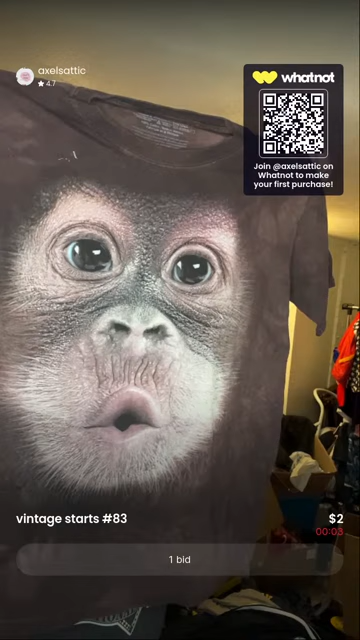 axelsattic
4.7
whatnot
Join @axelsattic on
Whatnot to make
your first purchase!
vintage starts #83
$2
00:03
1 bid